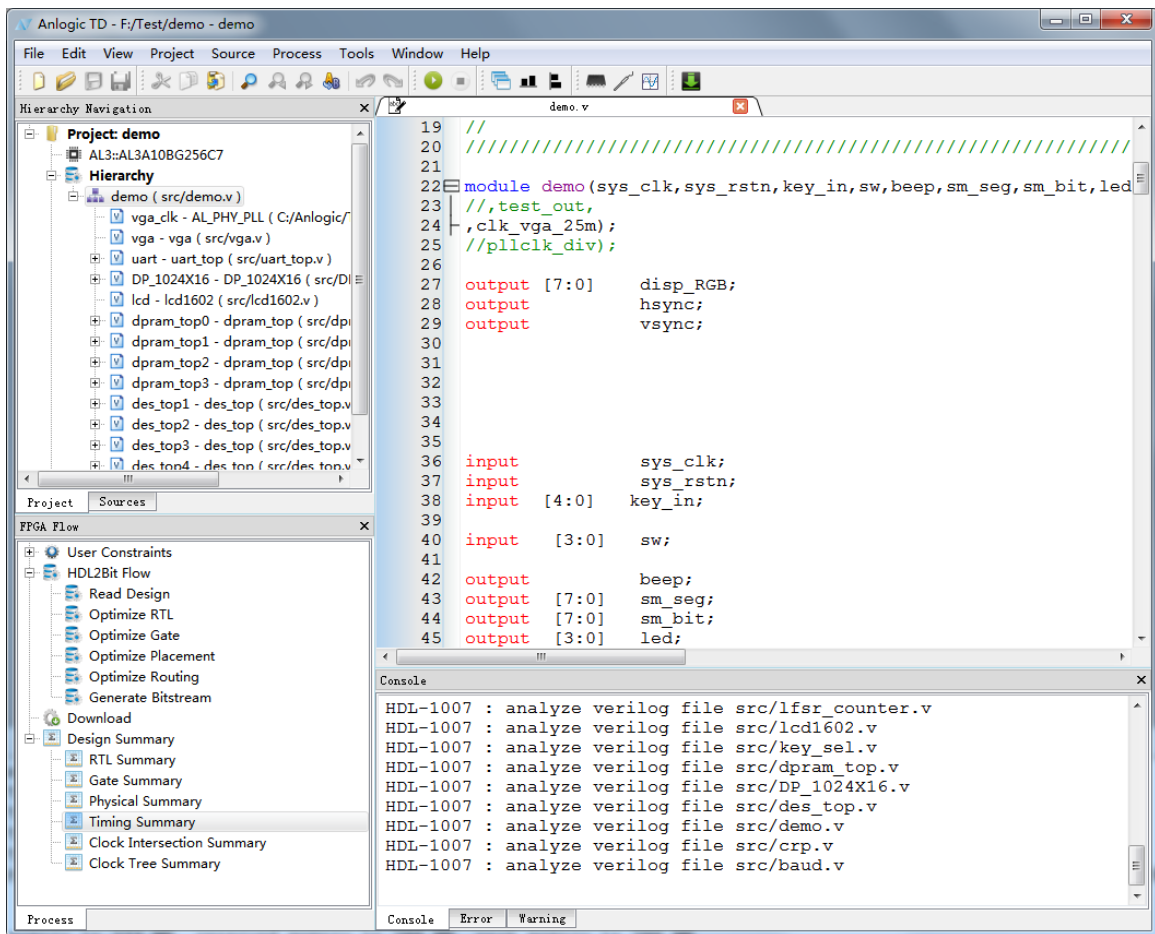 Anlogic TD - F:/Test/demo - demo
File Edit View Project Source Process Tools Window Help
Hierarchy Navigation
Project: demo
AL3::AL3A10BG256C7
Hierarchy
demo ( src/demo.v )
vga_clk - AL_PHY_PLL ( C:/Anlogic/
vga - vga ( src/vga.v )
uart - uart_top ( src/uart_top.v )
DP_1024X16 - DP_1024X16 ( src/D
lcd - lcd1602 ( src/lcd1602.v )
dpram_top0 - dpram_top ( src/dp
dpram_top1 - dpram_top ( src/dp
dpram_top2 - dpram_top ( src/dp
dpram_top3 - dpram_top ( src/dp
des_top1 - des_top ( src/des_top.v
des_top2 - des_top ( src/des_top.v
des_top3 - des_top ( src/des_top.v
des_top4 - des_top ( src/des_top.v
Project Sources
FPGA Flow
User Constraints
HDL2Bit Flow
Read Design
Optimize RTL
Optimize Gate
Optimize Placement
Optimize Routing
Generate Bitstream
Download
Design Summary
RTL Summary
Gate Summary
Physical Summary
Timing Summary
Clock Intersection Summary
Clock Tree Summary
Process
demo.v
19 //
20 /////////////////////////////////////////////////////////////
21
22 module demo(sys_clk,sys_rstn,key_in,sw,beep,sm_seg,sm_bit,led
23 //,test_out,
24 ,clk_vga_25m);
25 //pllclk_div);
26
27 output [7:0] disp_RGB;
28 output hsync;
29 output vsync;
30
31
32
33
34
35
36 input sys_clk;
37 input sys_rstn;
38 input [4:0] key_in;
39
40 input [3:0] sw;
41
42 output beep;
43 output [7:0] sm_seg;
44 output [7:0] sm_bit;
45 output [3:0] led;
Console
HDL-1007 : analyze verilog file src/lfsr_counter.v
HDL-1007 : analyze verilog file src/lcd1602.v
HDL-1007 : analyze verilog file src/key_sel.v
HDL-1007 : analyze verilog file src/dpram_top.v
HDL-1007 : analyze verilog file src/DP_1024X16.v
HDL-1007 : analyze verilog file src/des_top.v
HDL-1007 : analyze verilog file src/demo.v
HDL-1007 : analyze verilog file src/crp.v
HDL-1007 : analyze verilog file src/baud.v
Console Error Warning